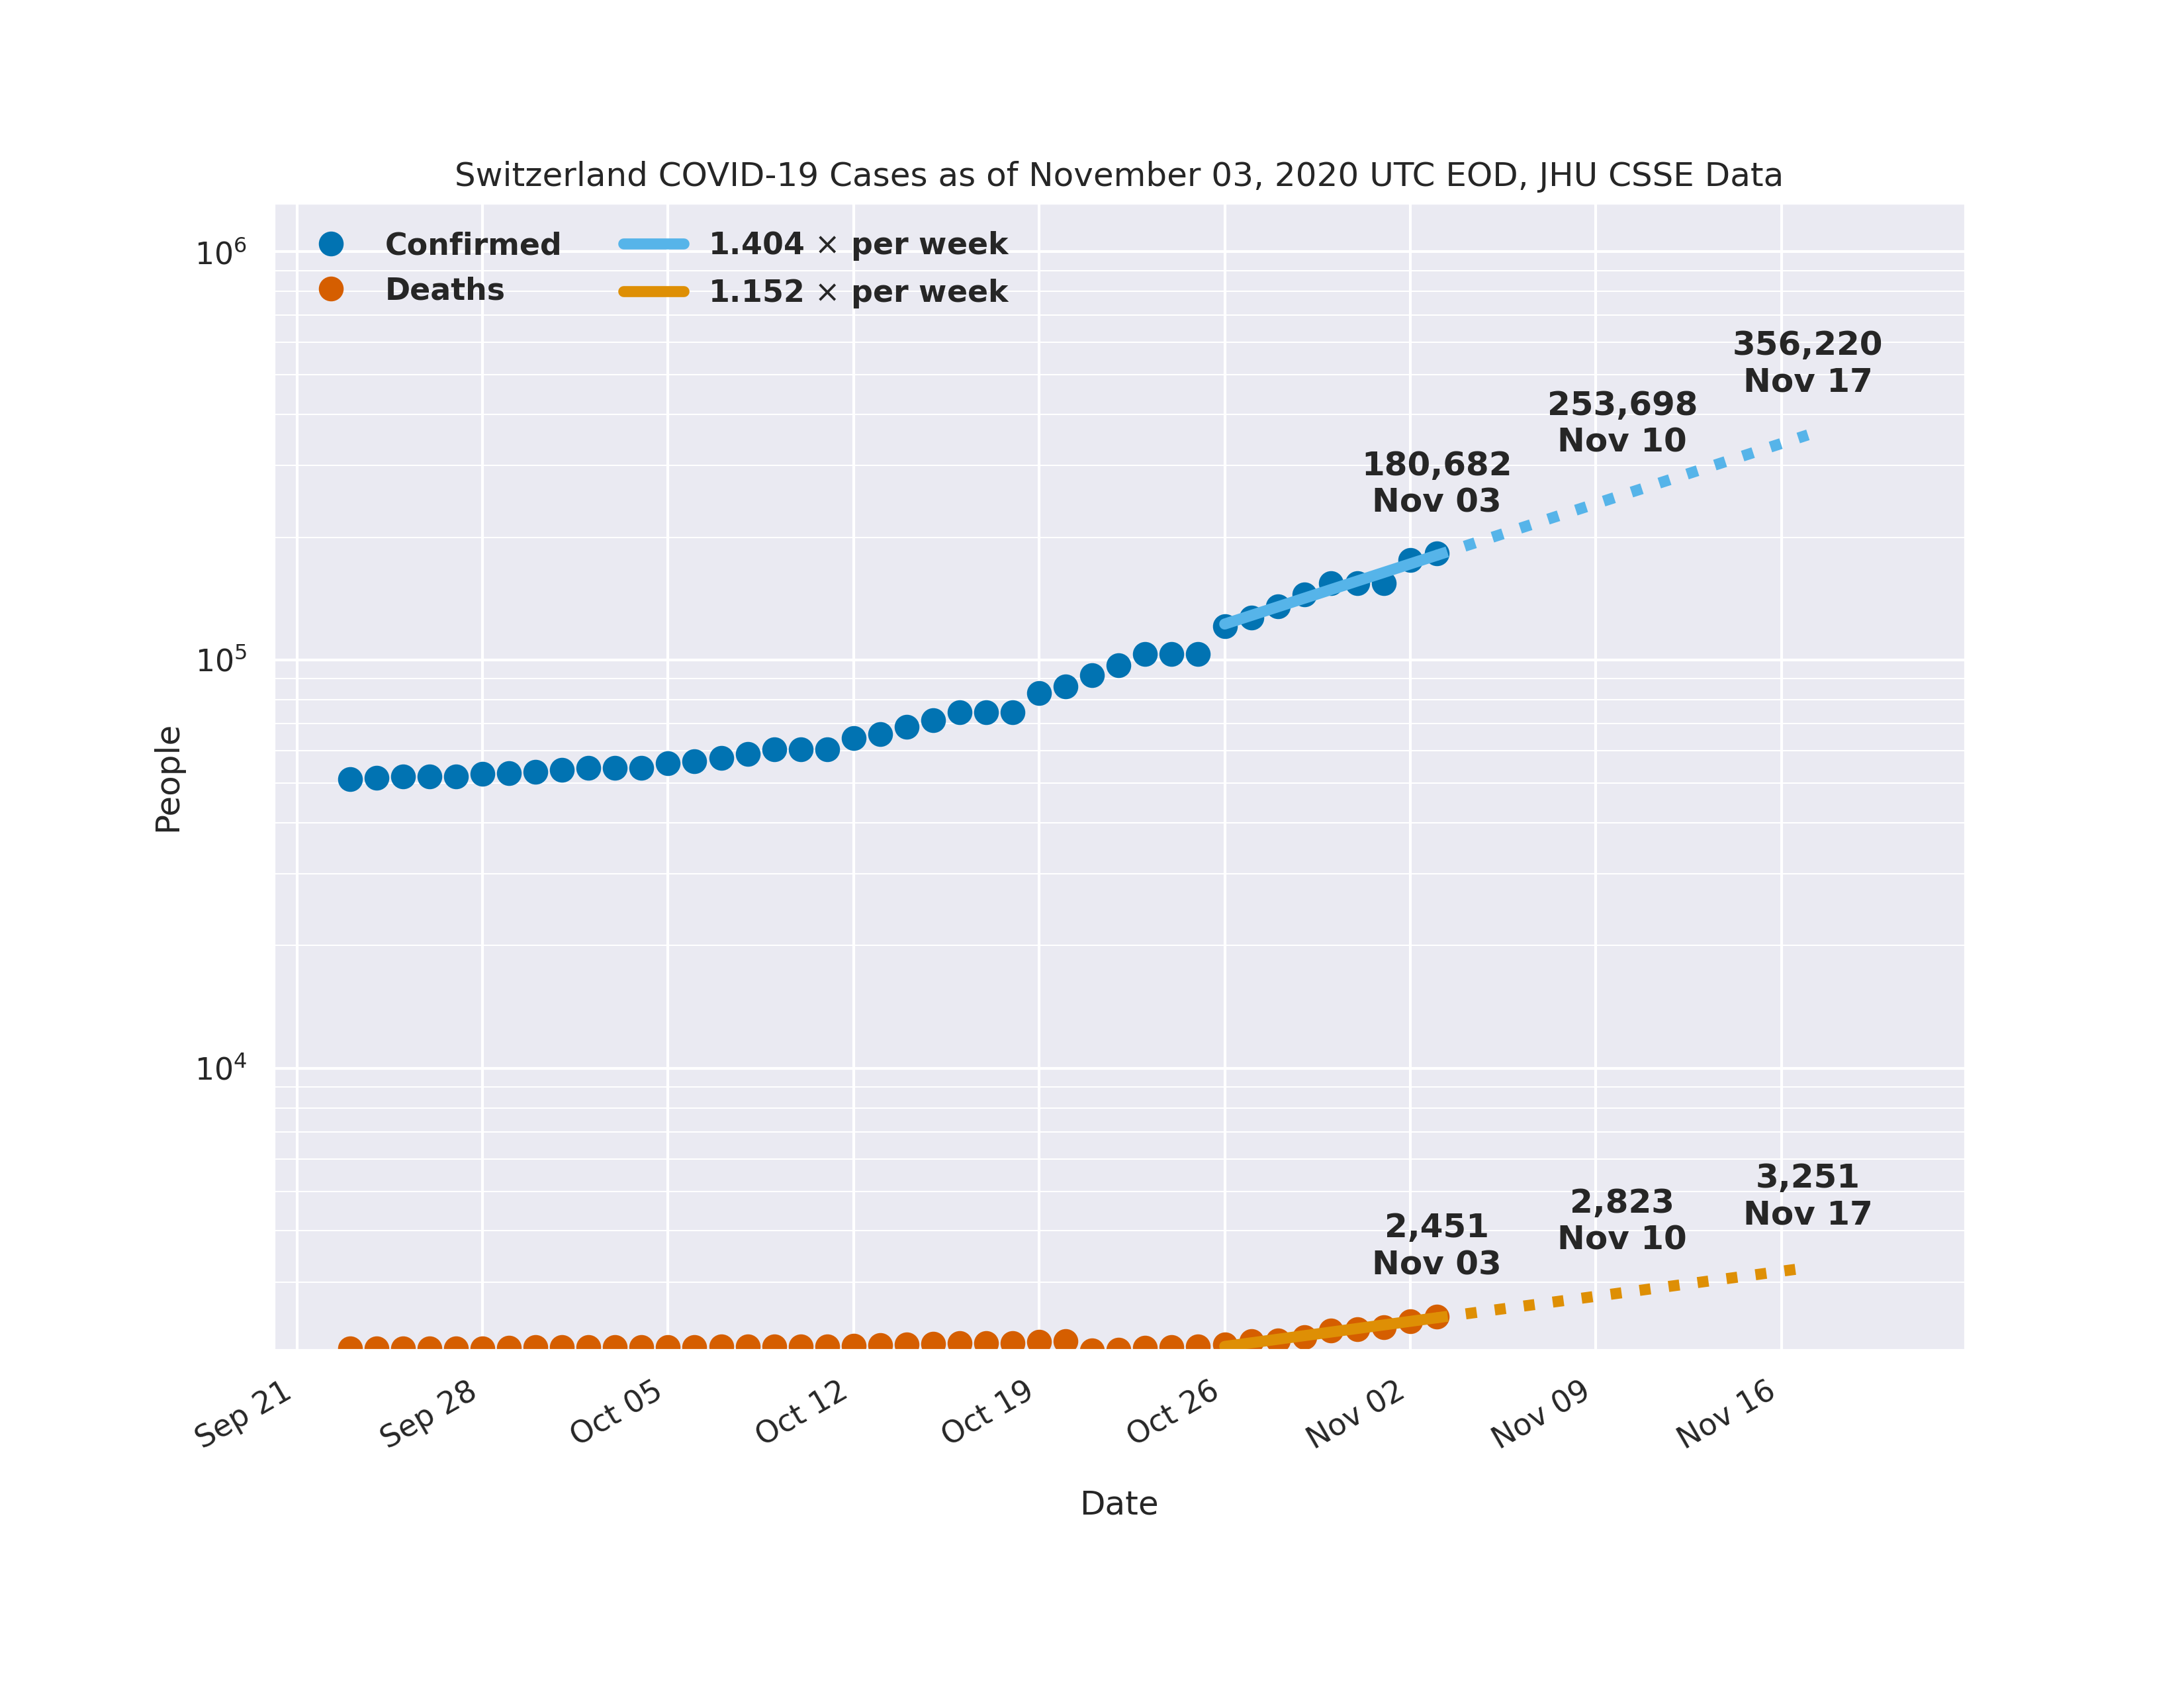 Switzerland COVID-19 Cases as of November 03, 2020 UTC EOD, JHU CSSE Data
Confirmed
Deaths
1.404 × per week
1.152 × per week
356,220
Nov 17
253,698
Nov 10
180,682
Nov 03
3,251
Nov 17
2,823
Nov 10
2,451
Nov 03
People
10⁶
10⁵
10⁴
Sep 21
Sep 28
Oct 05
Oct 12
Oct 19
Oct 26
Nov 02
Nov 09
Nov 16
Date